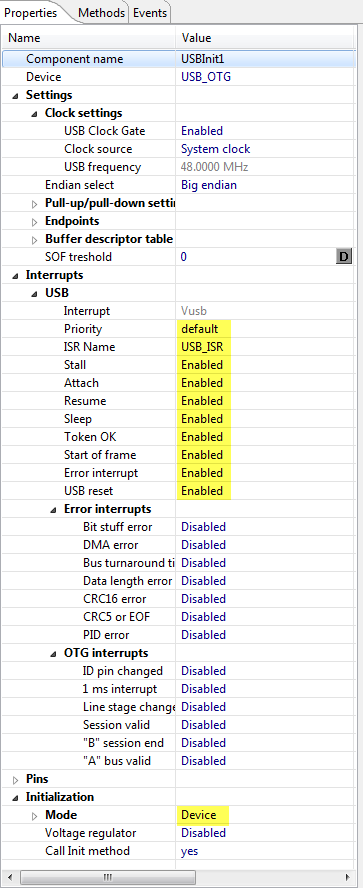 Properties Methods Events
Name Value
Component name USBInit1
Device USB_OTG
Settings
Clock settings
USB Clock Gate Enabled
Clock source System clock
USB frequency 48.0000 MHz
Endian select Big endian
Pull-up/pull-down setti
Endpoints
Buffer descriptor table
SOF treshold 0 D
Interrupts
USB
Interrupt Vusb
Priority default
ISR Name USB_ISR
Stall Enabled
Attach Enabled
Resume Enabled
Sleep Enabled
Token OK Enabled
Start of frame Enabled
Error interrupt Enabled
USB reset Enabled
Error interrupts
Bit stuff error Disabled
DMA error Disabled
Bus turnaround ti Disabled
Data length error Disabled
CRC16 error Disabled
CRC5 or EOF Disabled
PID error Disabled
OTG interrupts
ID pin changed Disabled
1 ms interrupt Disabled
Line stage change Disabled
Session valid Disabled
"B" session end Disabled
"A" bus valid Disabled
Pins
Initialization
Mode Device
Voltage regulator Disabled
Call Init method yes